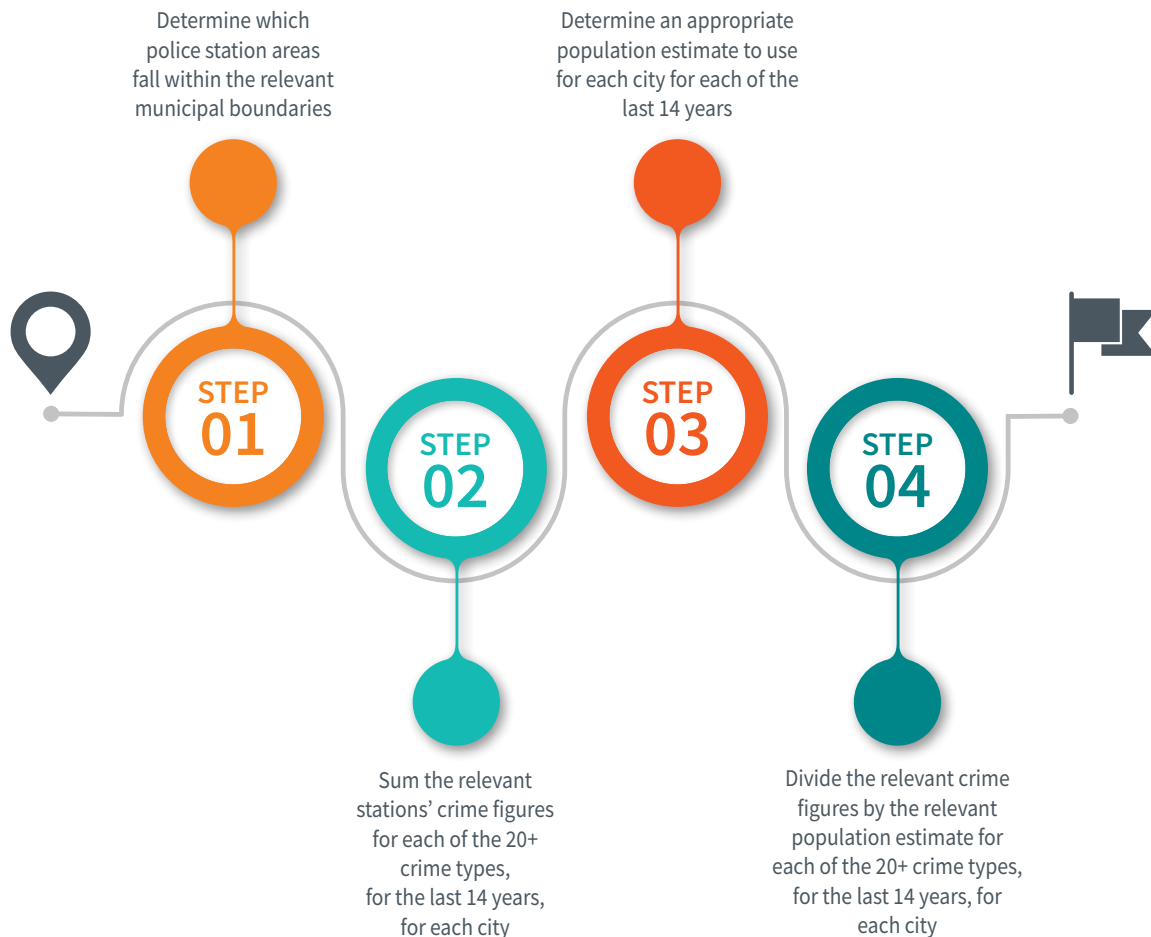 Determine which
police station areas
fall within the relevant
municipal boundaries
STEP
01
Sum the relevant
stations’ crime figures
for each of the 20+
crime types,
for the last 14 years,
for each city
STEP
02
Determine an appropriate
population estimate to use
for each city for each of the
last 14 years
STEP
03
Divide the relevant crime
figures by the relevant
population estimate for
each of the 20+ crime types,
for the last 14 years, for
each city
STEP
04